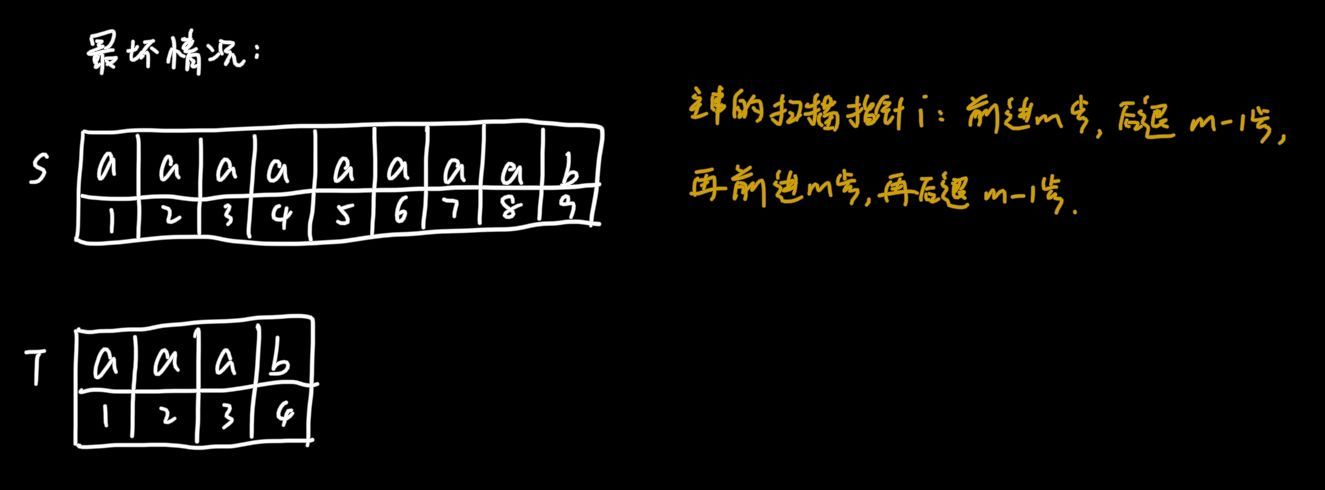 最坏情况:
主串的扫描指针i: 前进m步, 后退 m-1步,
再前进m步, 再后退 m-1步.
S a a a a a a a a b
1 2 3 4 5 6 7 8 9
T a a a b
1 2 3 4